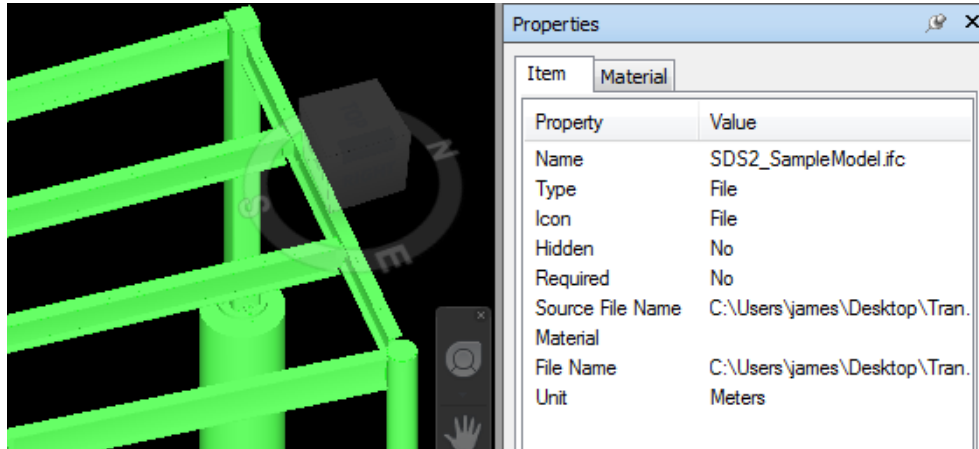 Properties
Item Material
Property Value
Name SDS2_SampleModel.ifc
Type File
Icon File
Hidden No
Required No
Source File Name C:\Users\james\Desktop\Tran.
Material
File Name C:\Users\james\Desktop\Tran.
Unit Meters
N
S
E